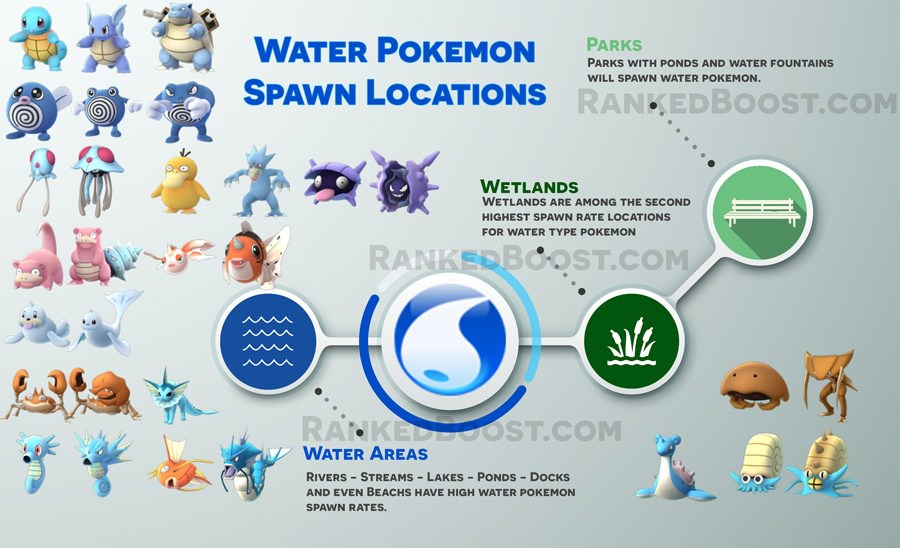 WATER POKEMON
SPAWN LOCATIONS
PARKS
PARKS WITH PONDS AND WATER FOUNTAINS
WILL SPAWN WATER POKEMON.
RANKEDBOOST.COM
WETLANDS
WETLANDS ARE AMONG THE SECOND
HIGHEST SPAWN RATE LOCATIONS
FOR WATER TYPE POKEMON
RANKEDBOOST.COM
RANKEDBOOST.COM
WATER AREAS
RIVERS - STREAMS - LAKES - PONDS - DOCKS
AND EVEN BEACHS HAVE HIGH WATER POKEMON
SPAWN RATES.